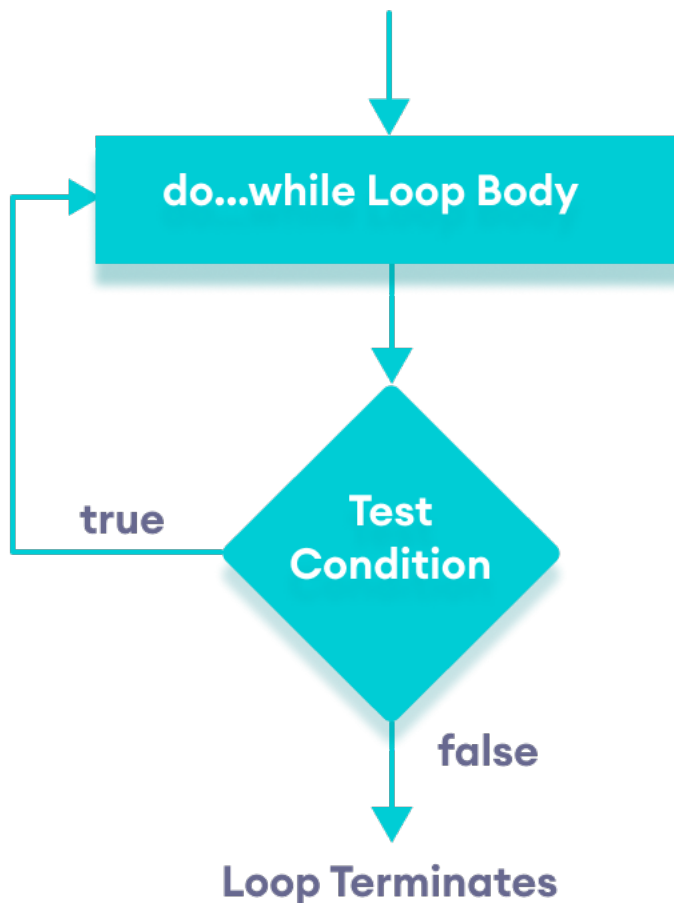 do...while Loop Body
true
Test
Condition
false
Loop Terminates